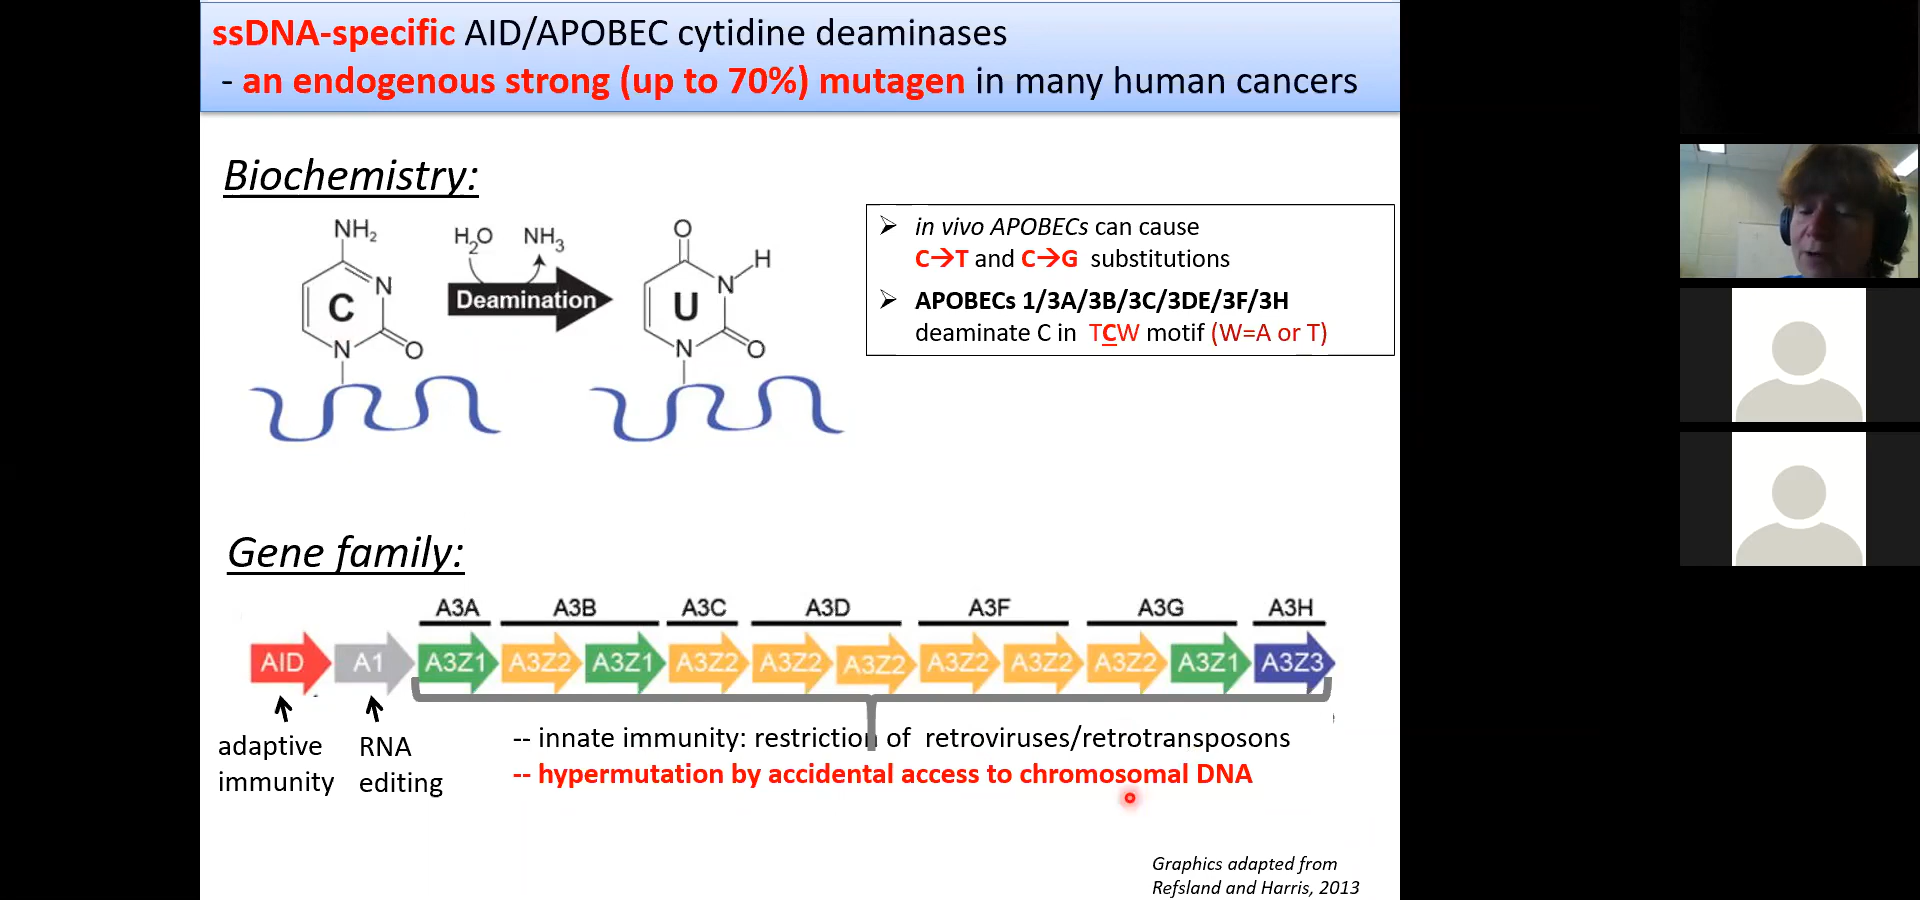 ssDNA-specific AID/APOBEC cytidine deaminases
- an endogenous strong (up to 70%) mutagen in many human cancers
Biochemistry:
NH2
H2O NH3
N
C
N
O
Deamination
O
H
N
U
N
O
➢ in vivo APOBECs can cause
C→T and C→G substitutions
➢ APOBECs 1/3A/3B/3C/3DE/3F/3H
deaminate C in TCW motif (W=A or T)
Gene family:
A3A A3B A3C A3D A3F A3G A3H
AID A1 A3Z1 A3Z2 A3Z1 A3Z2 A3Z2 A3Z2 A3Z2 A3Z2 A3Z2 A3Z1 A3Z3
adaptive
immunity
RNA
editing
-- innate immunity: restriction of retroviruses/retrotransposons
-- hypermutation by accidental access to chromosomal DNA
Graphics adapted from
Refsland and Harris, 2013